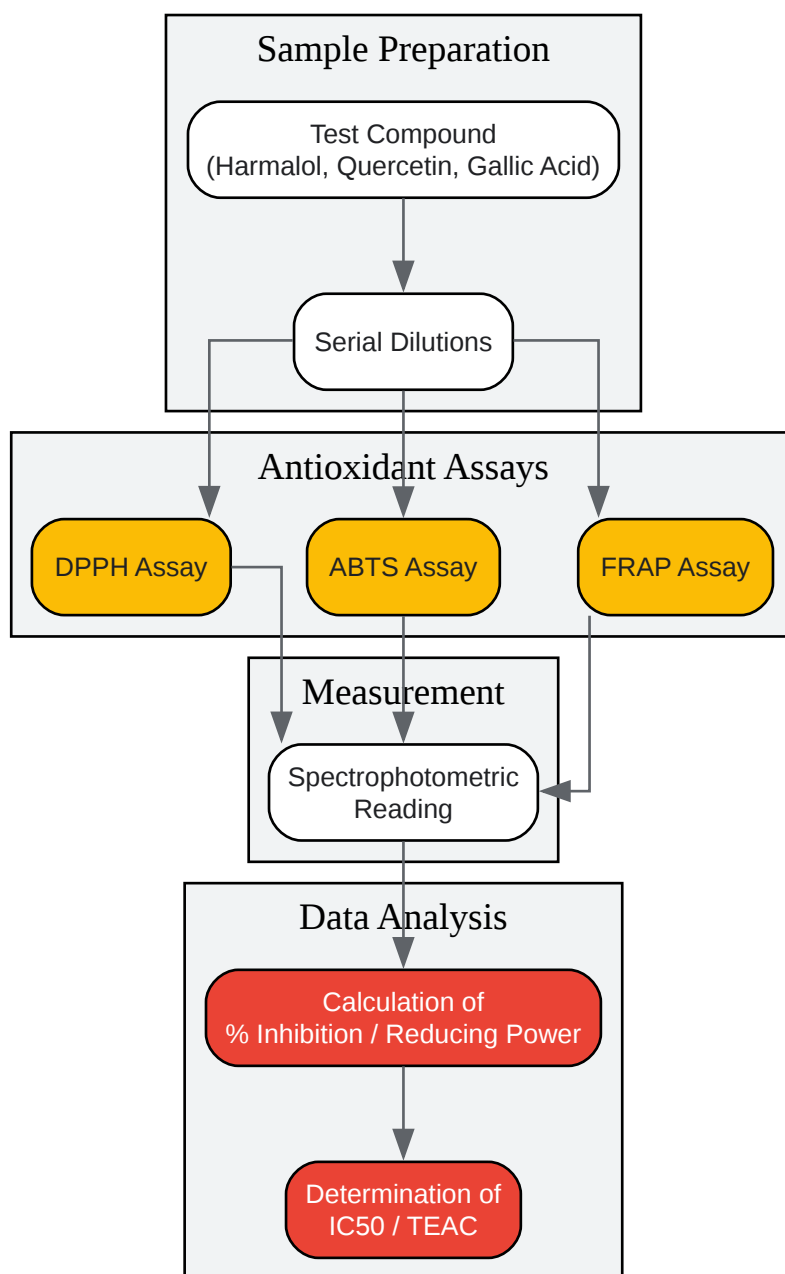 Sample Preparation
Test Compound
(Harmalol, Quercetin, Gallic Acid)
Serial Dilutions
Antioxidant Assays
DPPH Assay
ABTS Assay
FRAP Assay
Measurement
Spectrophotometric
Reading
Data Analysis
Calculation of
% Inhibition / Reducing Power
Determination of
IC50 / TEAC